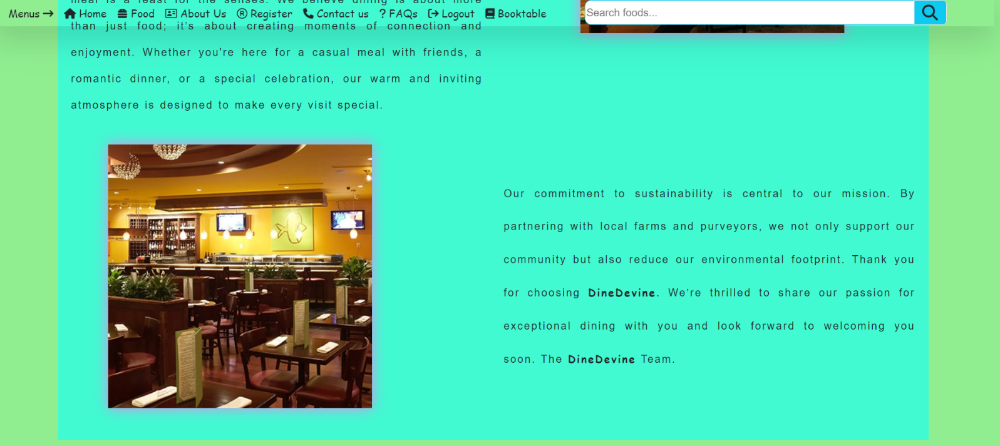 meal is a feast for the senses. We believe dining is about more
Menus → Home Food About Us Register Contact us FAQs Logout Booktable
Search foods...
than just food; it’s about creating moments of connection and
enjoyment. Whether you're here for a casual meal with friends, a
romantic dinner, or a special celebration, our warm and inviting
atmosphere is designed to make every visit special.
Our commitment to sustainability is central to our mission. By
partnering with local farms and purveyors, we not only support our
community but also reduce our environmental footprint. Thank you
for choosing DineDevine. We’re thrilled to share our passion for
exceptional dining with you and look forward to welcoming you
soon. The DineDevine Team.